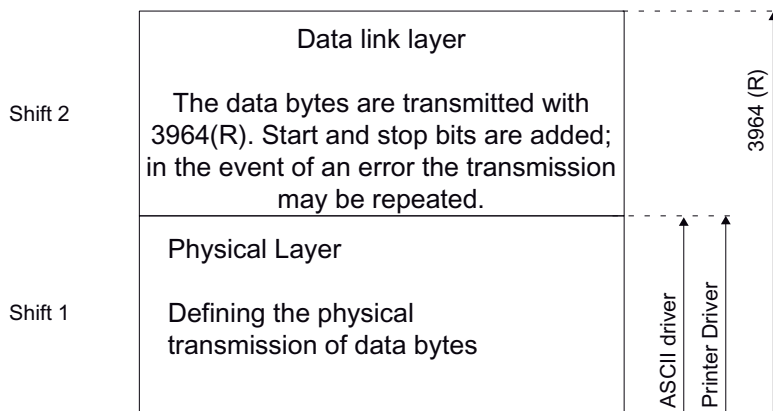 Data link layer
Shift 2
The data bytes are transmitted with
3964(R). Start and stop bits are added;
in the event of an error the transmission
may be repeated.
3964 (R)
Physical Layer
Shift 1
Defining the physical
transmission of data bytes
ASCII driver
Printer Driver